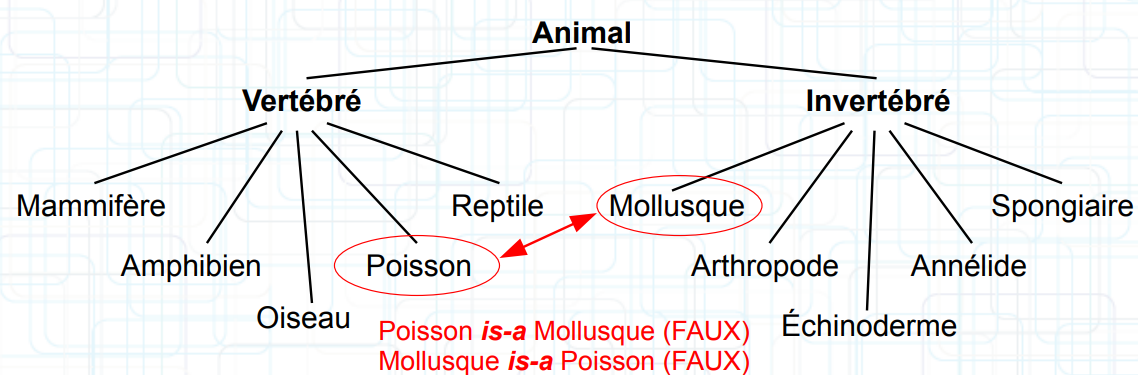 Animal
Vertébré
Invertébré
Mammifère
Reptile
Mollusque
Spongiaire
Amphibien
Poisson
Arthropode
Annélide
Oiseau
Échinoderme
Poisson is-a Mollusque (FAUX)
Mollusque is-a Poisson (FAUX)